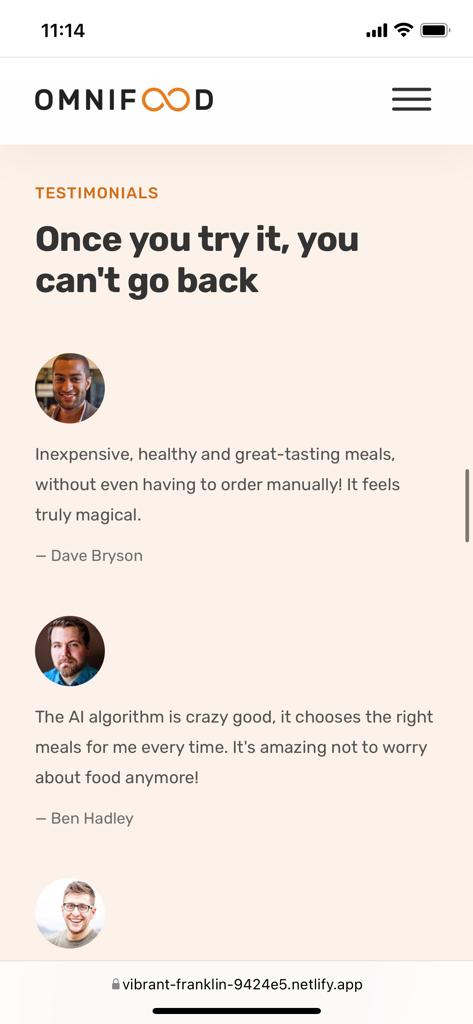 11:14
OMNIFOOD
TESTIMONIALS
Once you try it, you
can't go back
Inexpensive, healthy and great-tasting meals,
without even having to order manually! It feels
truly magical.
— Dave Bryson
The AI algorithm is crazy good, it chooses the right
meals for me every time. It's amazing not to worry
about food anymore!
— Ben Hadley
vibrant-franklin-9424e5.netlify.app